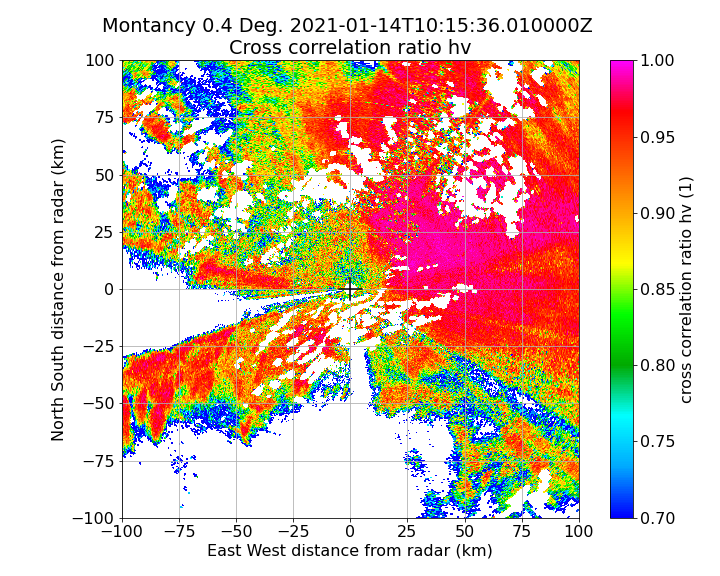 Montancy 0.4 Deg. 2021-01-14T10:15:36.010000Z
Cross correlation ratio hv
100
75
50
25
0
−25
−50
−75
−100
North South distance from radar (km)
−100 −75 −50 −25 0 25 50 75 100
East West distance from radar (km)
1.00
0.95
0.90
0.85
0.80
0.75
0.70
cross correlation ratio hv (1)